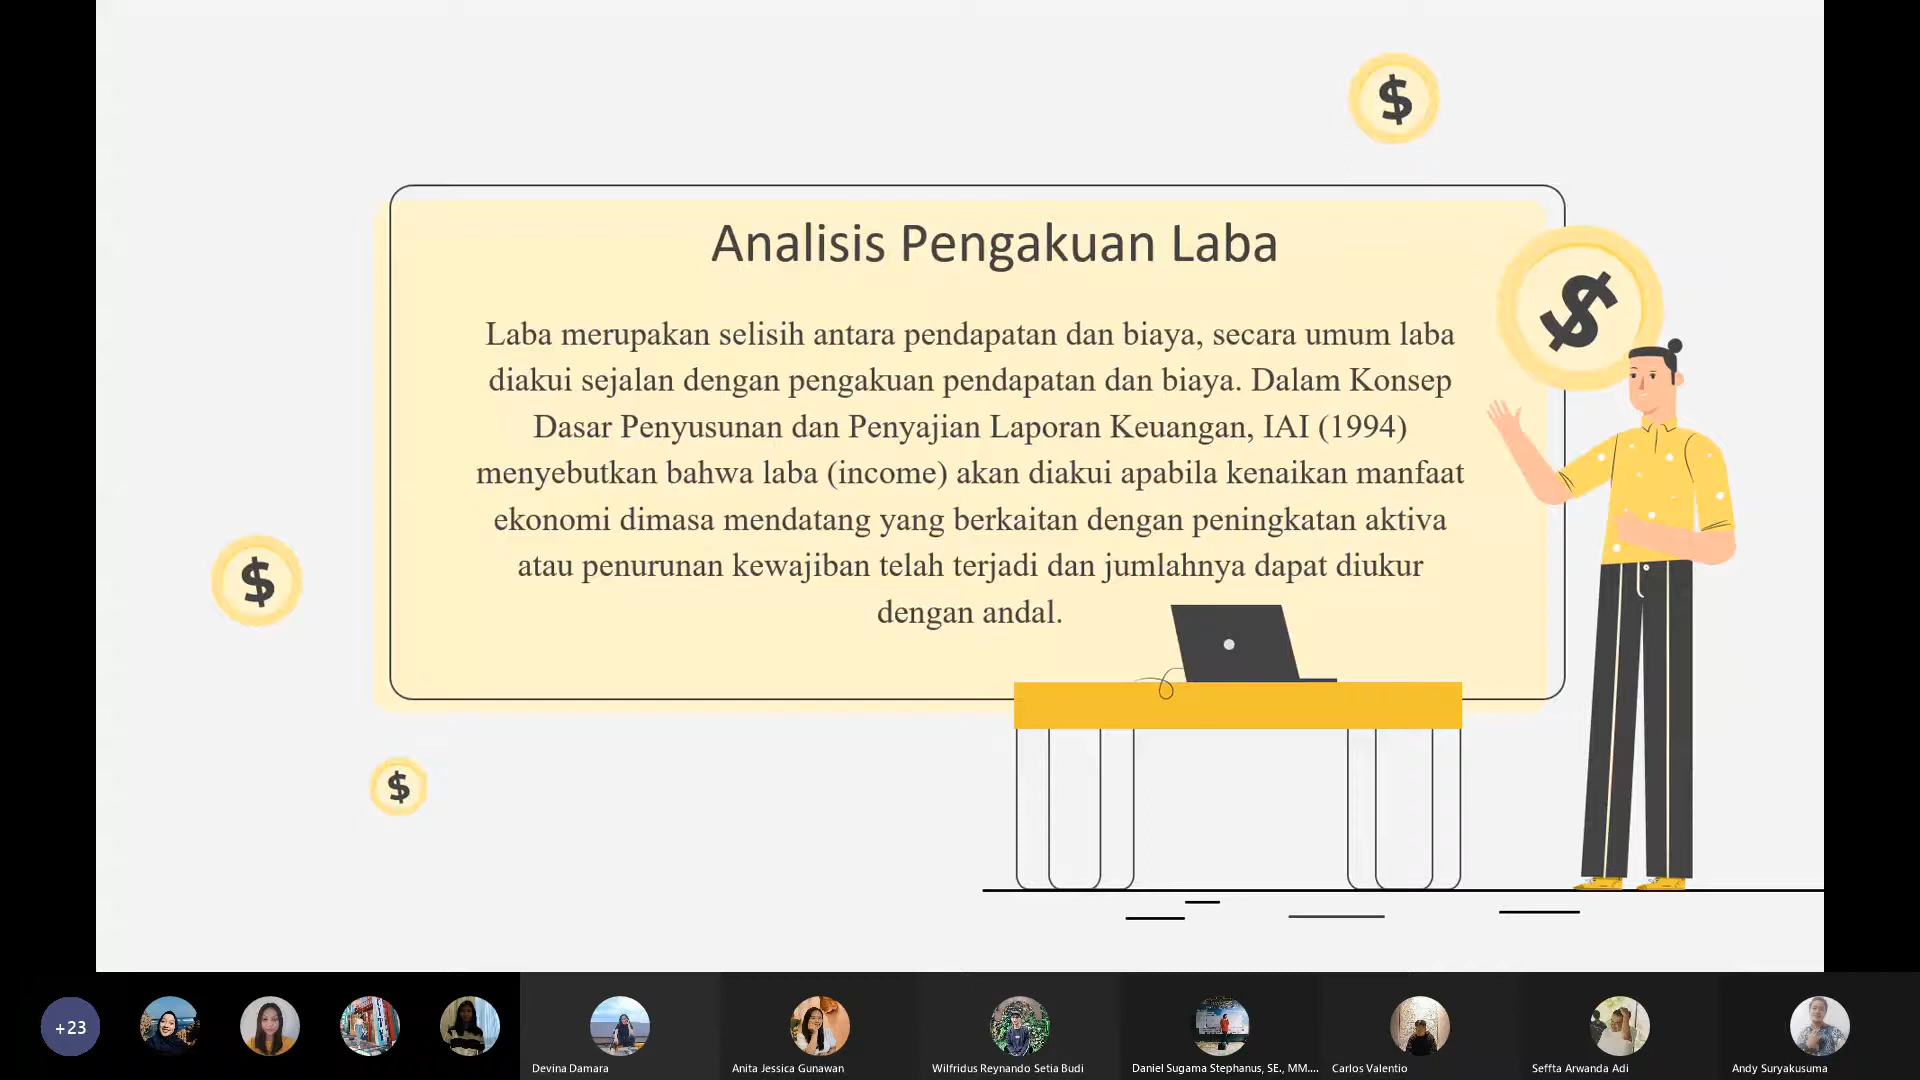 $
Analisis Pengakuan Laba
$
Laba merupakan selisih antara pendapatan dan biaya, secara umum laba
diakui sejalan dengan pengakuan pendapatan dan biaya. Dalam Konsep
Dasar Penyusunan dan Penyajian Laporan Keuangan, IAI (1994)
menyebutkan bahwa laba (income) akan diakui apabila kenaikan manfaat
ekonomi dimasa mendatang yang berkaitan dengan peningkatan aktiva
atau penurunan kewajiban telah terjadi dan jumlahnya dapat diukur
dengan andal.
$
$
+23
Devina Damara
Anita Jessica Gunawan
Wilfridus Reynando Setia Budi
Daniel Sugama Stephanus, SE., MM....
Carlos Valentio
Seffta Arwanda Adi
Andy Suryakusuma